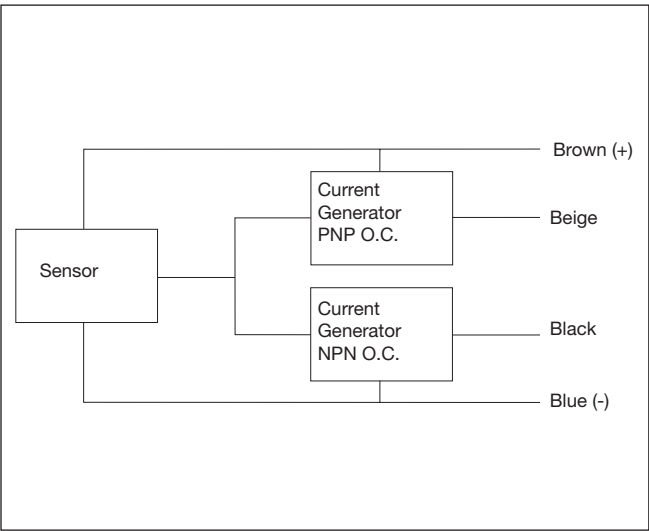 Brown (+)
Current
Generator
PNP O.C.
Beige
Sensor
Current
Generator
NPN O.C.
Black
Blue (-)